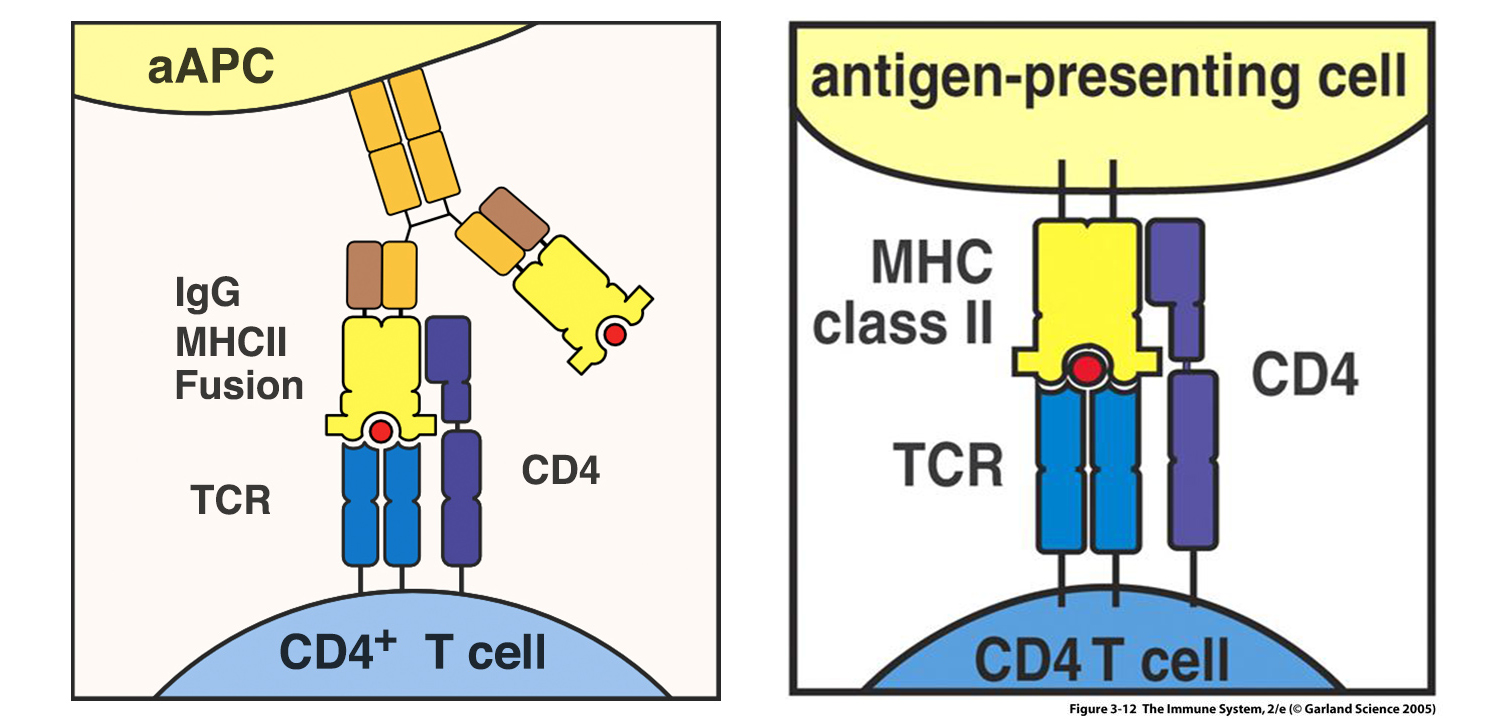 aAPC
IgG
MHCII
Fusion
TCR
CD4
CD4⁺ T cell
antigen-presenting cell
MHC
class II
CD4
TCR
CD4 T cell
Figure 3-12 The Immune System, 2/e (© Garland Science 2005)